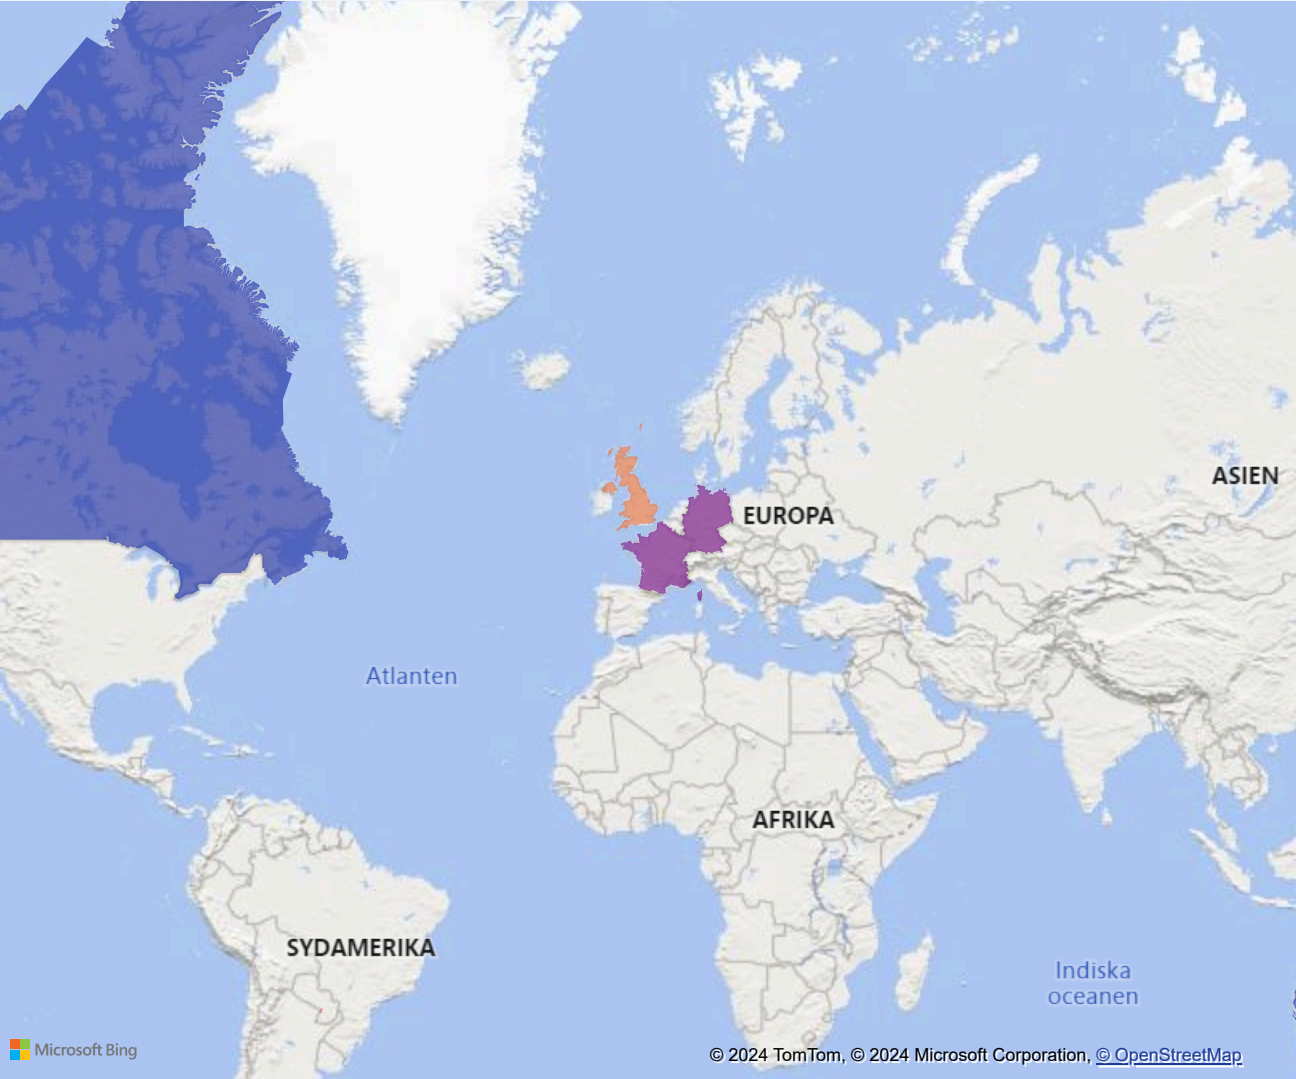 ASIEN
EUROPA
Atlanten
AFRIKA
SYDAMERIKA
Indiska
oceanen
Microsoft Bing
© 2024 TomTom, © 2024 Microsoft Corporation, © OpenStreetMap